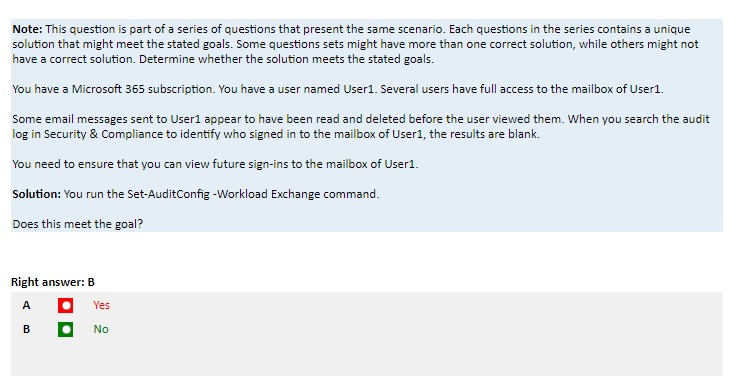 Note: This question is part of a series of questions that present the same scenario. Each questions in the series contains a unique
solution that might meet the stated goals. Some questions sets might have more than one correct solution, while others might not
have a correct solution. Determine whether the solution meets the stated goals.
You have a Microsoft 365 subscription. You have a user named User1. Several users have full access to the mailbox of User1.
Some email messages sent to User1 appear to have been read and deleted before the user viewed them. When you search the audit
log in Security & Compliance to identify who signed in to the mailbox of User1, the results are blank.
You need to ensure that you can view future sign-ins to the mailbox of User1.
Solution: You run the Set-AuditConfig -Workload Exchange command.
Does this meet the goal?
Right answer: B
A Yes
B No